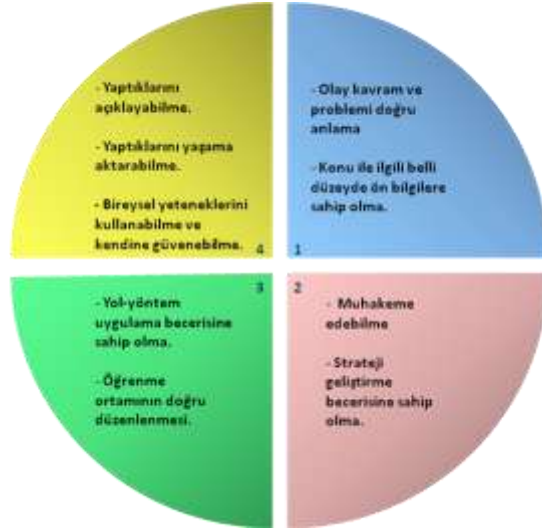 - Yaptıklarını
açıklayabilme.
- Yaptıklarını yaşama
aktarabilme.
- Bireysel yeteneklerini
kullanabilme ve
kendine güvenebilme.
4
- Olay kavram ve
problemi doğru
anlama
- Konu ile ilgili belli
düzeyde ön bilgilere
sahip olma.
1
3
- Yol-yöntem
uygulama becerisine
sahip olma.
- Öğrenme
ortamının doğru
düzenlenmesi.
2
- Muhakeme
edebilme
- Strateji
geliştirme
becerisine sahip
olma.